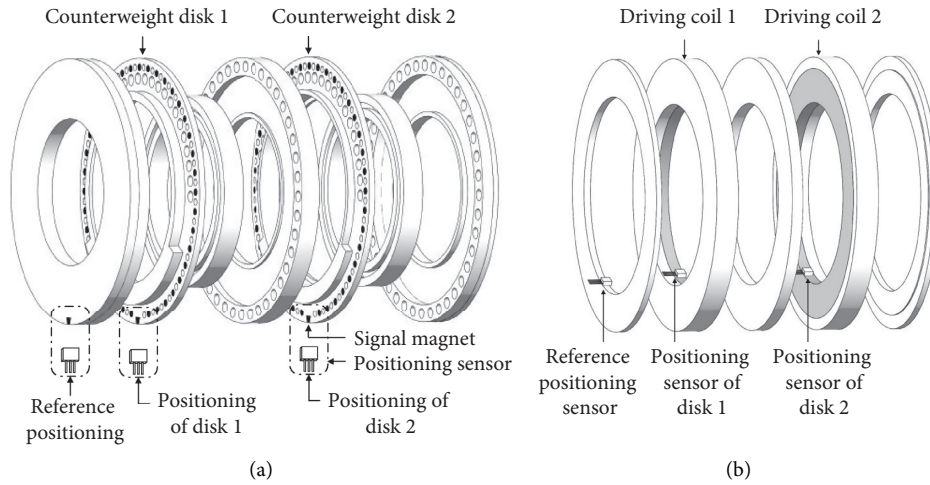 Counterweight disk 1
Counterweight disk 2
Signal magnet
Positioning sensor
Reference
positioning
Positioning
of disk 1
Positioning of
disk 2
(a)
Driving coil 1
Driving coil 2
Reference
positioning
sensor
Positioning
sensor of
disk 1
Positioning
sensor of
disk 2
(b)